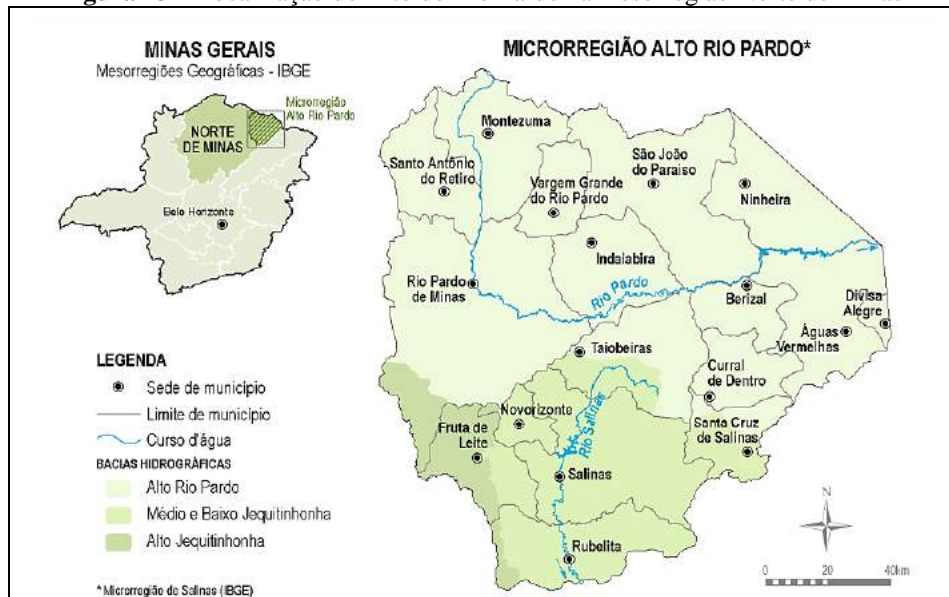 MINAS GERAIS
Mesorregiões Geográficas - IBGE
Microrregião
Alto Rio Pardo
NORTE
DE MINAS
Belo Horizonte
LEGENDA
Sede de município
Limite de município
Curso d'água
BACIAS HIDROGRÁFICAS
Alto Rio Pardo
Médio e Baixo Jequitinhonha
Alto Jequitinhonha
* Microrregião de Salinas (IBGE)
MICRORREGIÃO ALTO RIO PARDO*
Montezuma
Santo Antônio
do Retiro
Vargem Grande
do Rio Pardo
São João
do Paraiso
Ninheira
Indaiabira
Rio Pardo
de Minas
Rio Pardo
Berizal
Divisa
Alegre
Águas
Vermelhas
Taiobeiras
Curral
de Dentro
Novorizonte
Rio Salinas
Fruta de
Leite
Santa Cruz
de Salinas
Salinas
Rubelita
N
0 20 40km